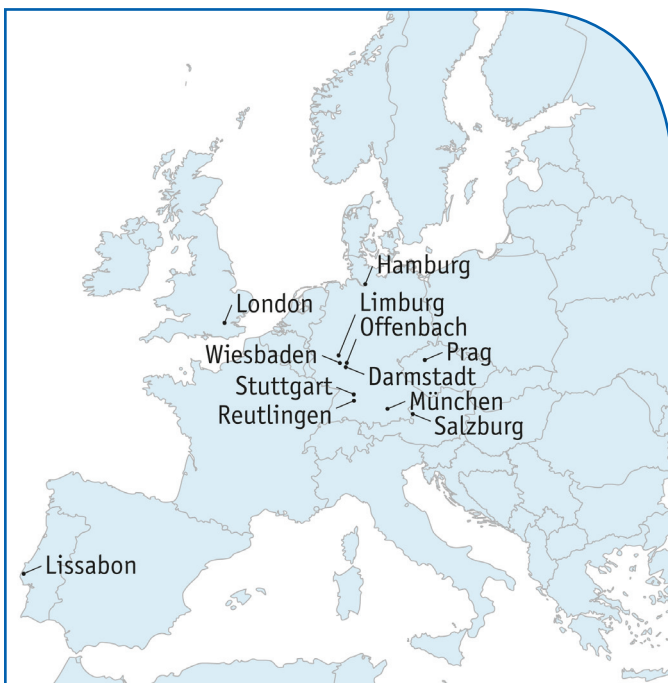 Hamburg
London
Limburg
Offenbach
Wiesbaden
Prag
Darmstadt
Stuttgart
München
Reutlingen
Salzburg
Lissabon